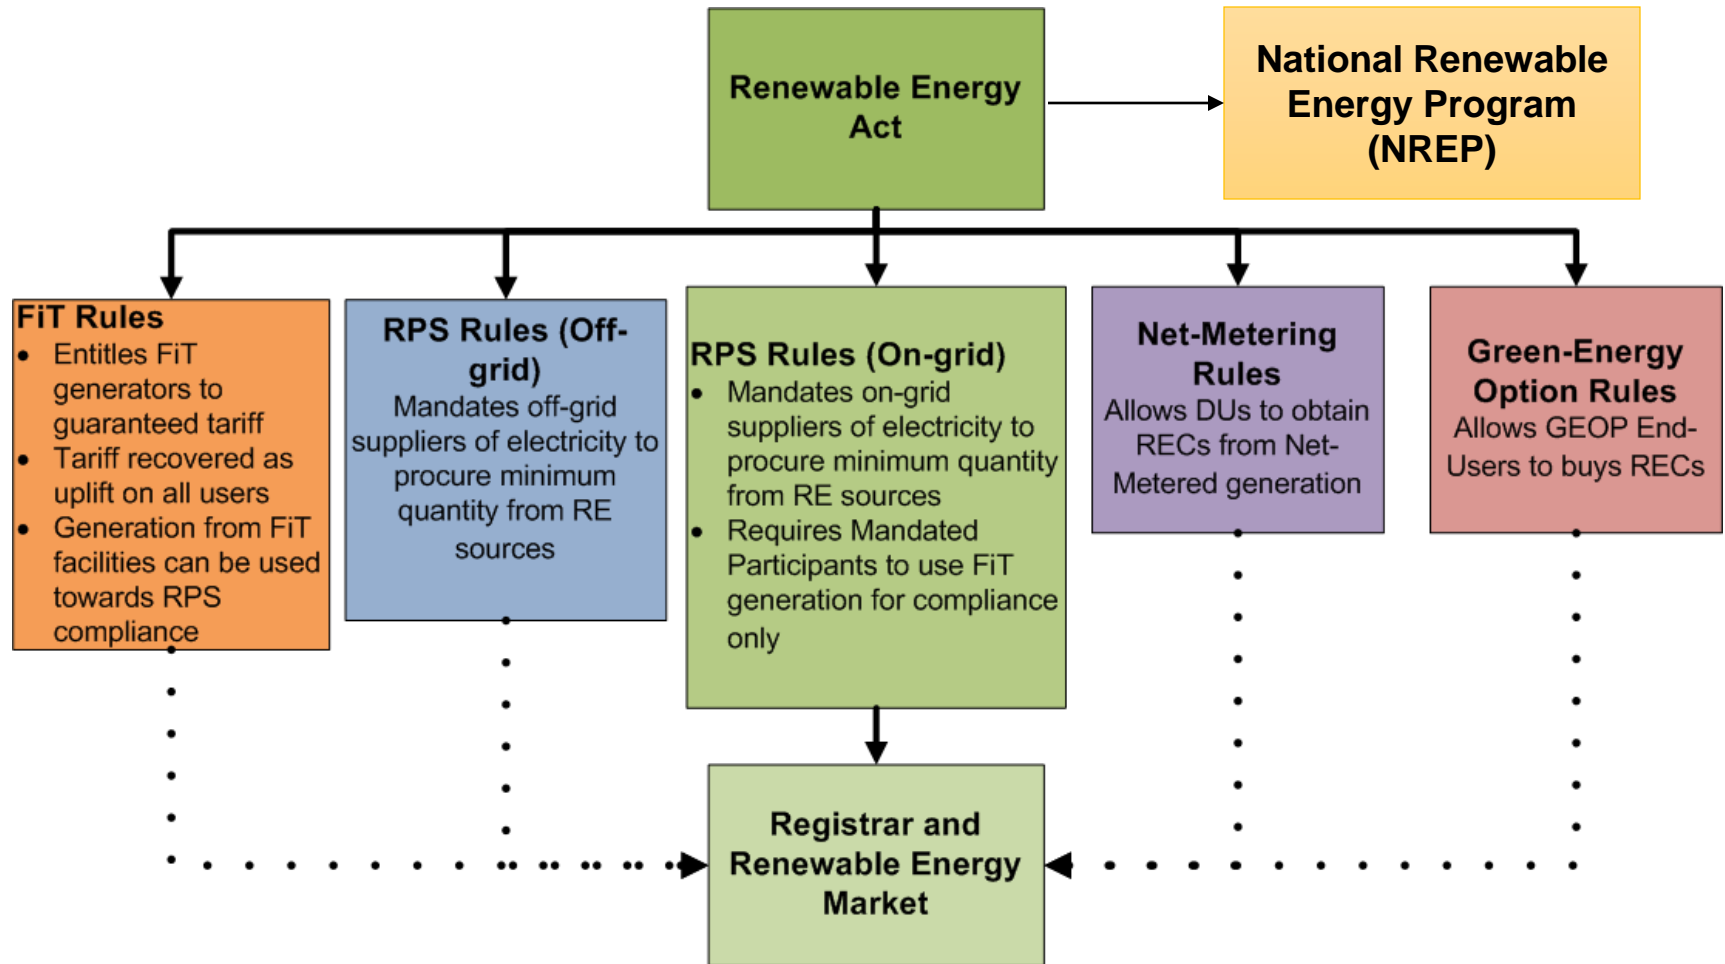 Renewable Energy
Act
National Renewable
Energy Program
(NREP)
FiT Rules
• Entitles FiT
generators to
guaranteed tariff
• Tariff recovered as
uplift on all users
• Generation from FiT
facilities can be used
towards RPS
compliance
RPS Rules (Off-
grid)
Mandates off-grid
suppliers of electricity to
procure minimum
quantity from RE
sources
RPS Rules (On-grid)
• Mandates on-grid
suppliers of electricity to
procure minimum quantity
from RE sources
• Requires Mandated
Participants to use FiT
generation for compliance
only
Net-Metering
Rules
Allows DUs to obtain
RECs from Net-
Metered generation
Green-Energy
Option Rules
Allows GEOP End-
Users to buys RECs
Registrar and
Renewable Energy
Market